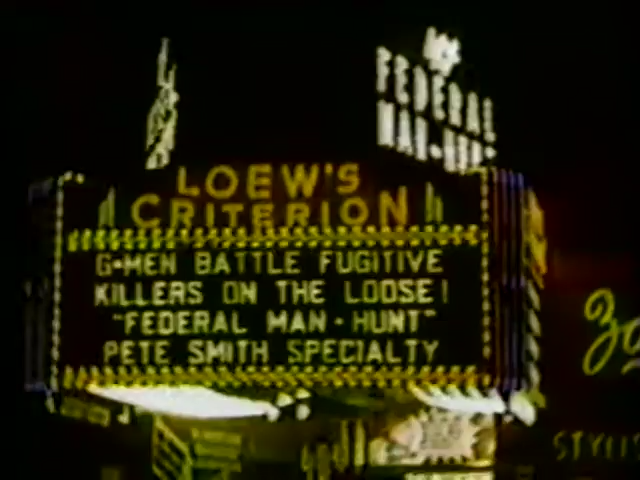 FEDERAL
MAN-HUNT
LOEW'S
CRITERION
G-MEN BATTLE FUGITIVE
KILLERS ON THE LOOSE!
"FEDERAL MAN-HUNT"
PETE SMITH SPECIALTY